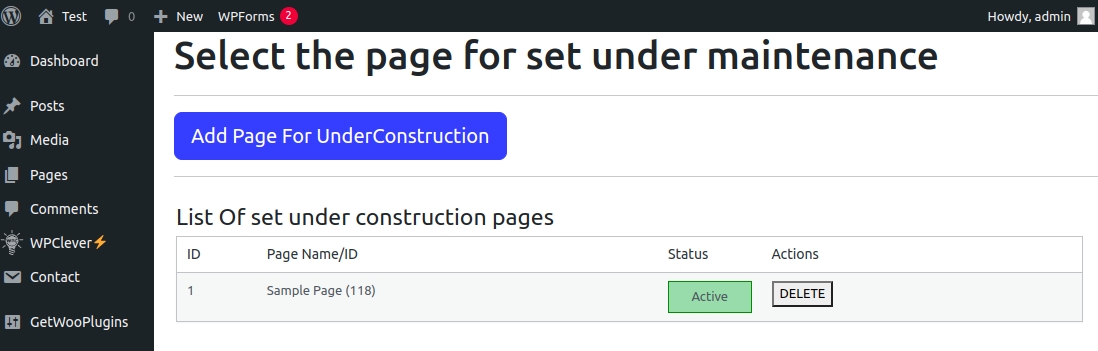 Test 0 New WPForms 2 Howdy, admin
Dashboard
Posts
Media
Pages
Comments
WPClever⚡
Contact
GetWooPlugins
Select the page for set under maintenance
Add Page For UnderConstruction
List Of set under construction pages
ID Page Name/ID Status Actions
1 Sample Page (118) Active DELETE